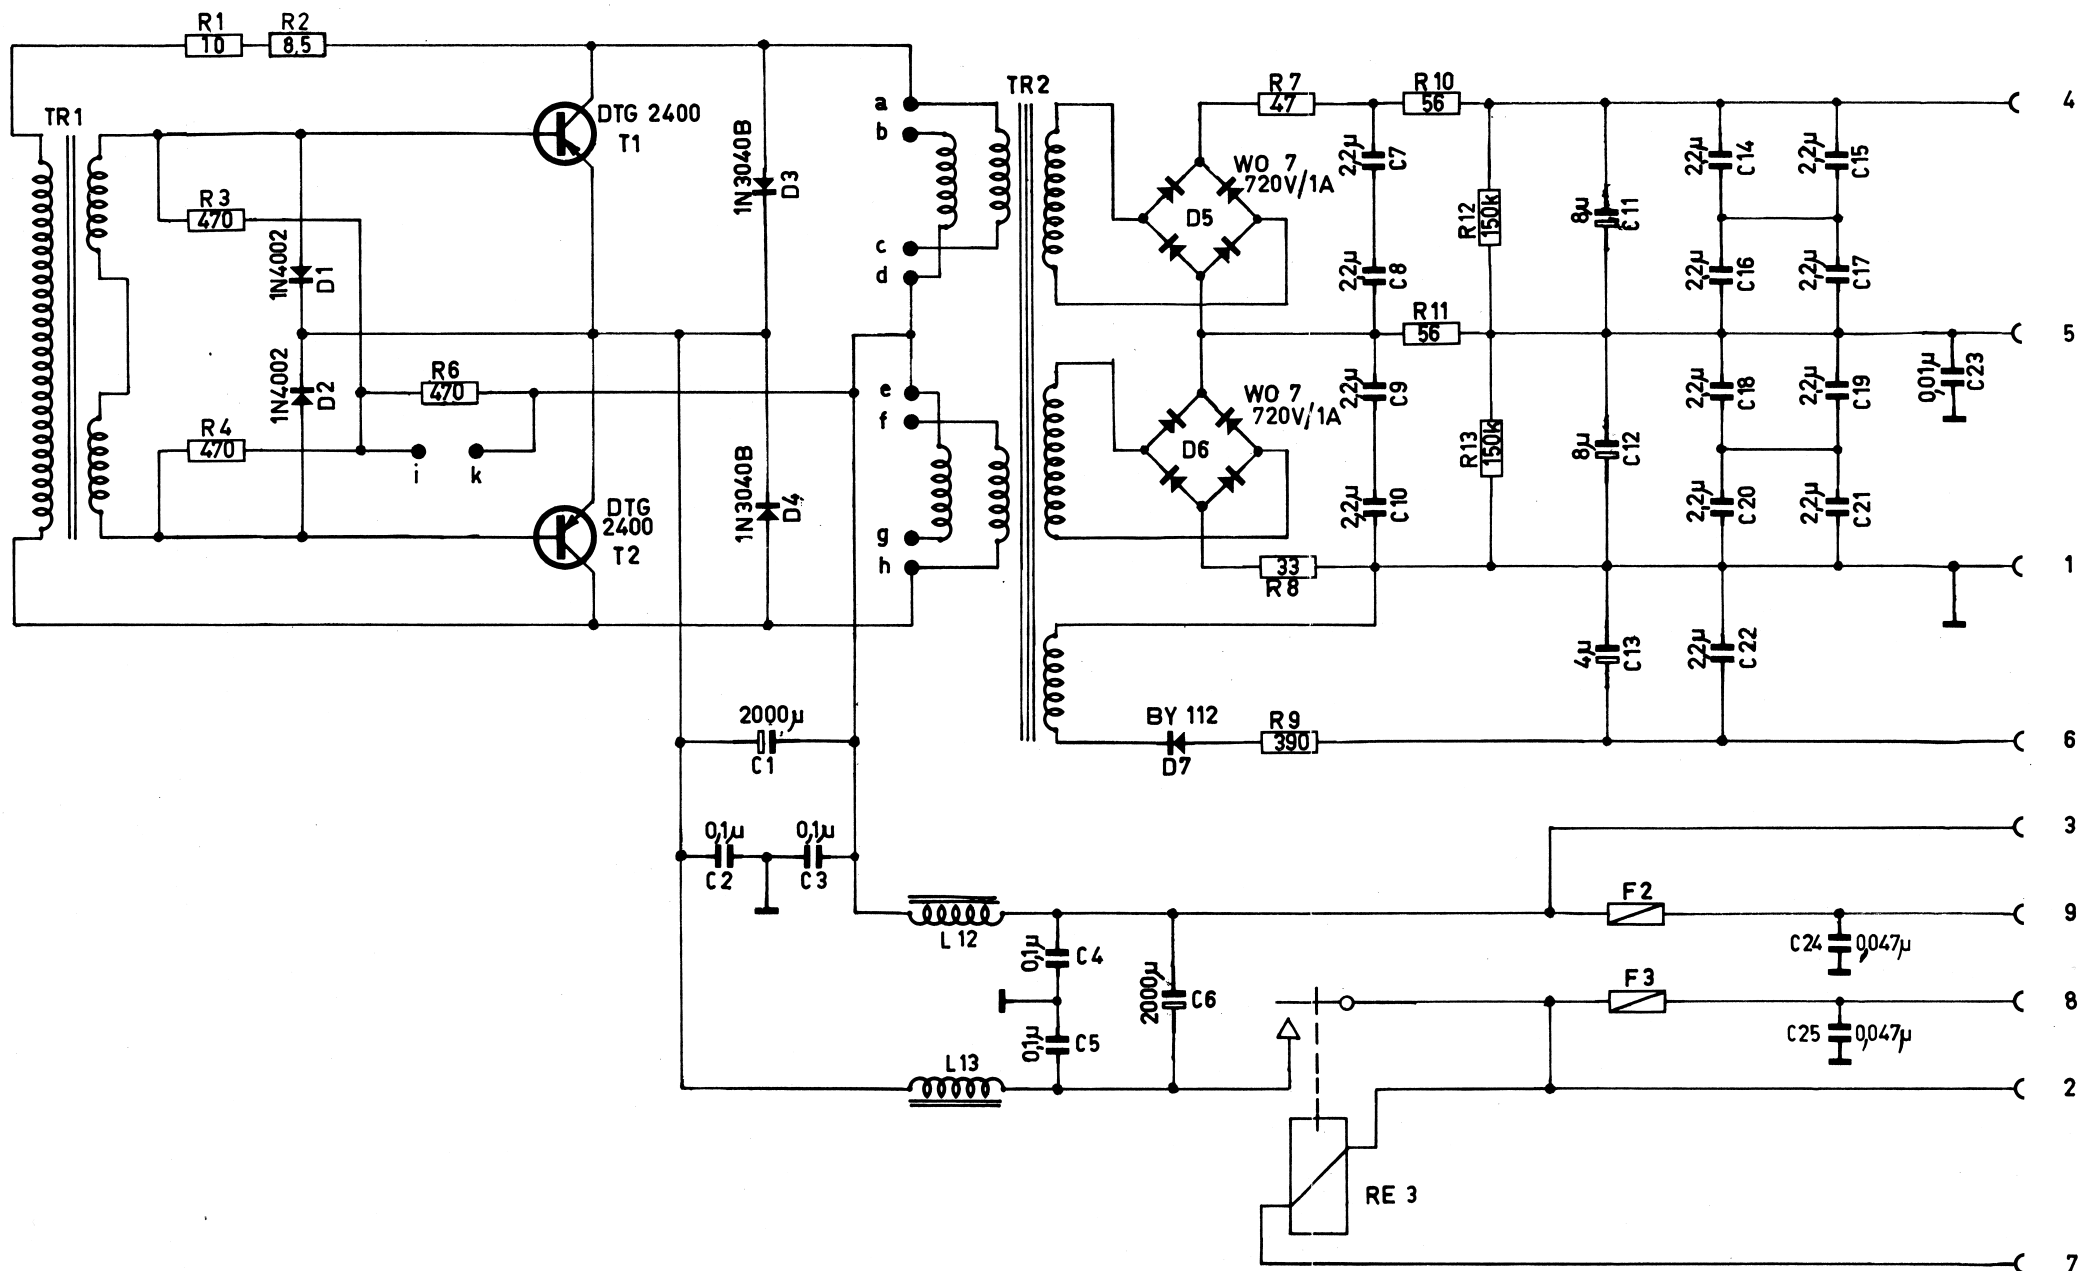 R1
10
R2
8,5
TR1
DTG 2400
T1
R3
470
1N4002
D1
1N4002
D2
R6
470
R4
470
i
k
DTG
2400
T2
1N3040B
D3
1N3040B
D4
a
b
c
d
e
f
g
h
TR2
R7
47
R10
56
WO 7
720V/1A
D5
2,2µ
C7
2,2µ
C8
R12
150k
8µ
C11
2,2µ
C14
2,2µ
C15
2,2µ
C16
2,2µ
C17
4
R11
56
5
WO 7
720V/1A
D6
2,2µ
C9
2,2µ
C10
R13
150k
8µ
C12
2,2µ
C18
2,2µ
C19
2,2µ
C20
2,2µ
C21
0,01µ
C23
33
R8
1
4µ
C13
2,2µ
C22
BY 112
D7
R9
390
6
2000µ
C1
0,1µ
C2
0,1µ
C3
3
L12
F2
9
0,1µ
C4
C24
0,047µ
2000µ
C6
F3
8
0,1µ
C5
C25
0,047µ
L13
2
RE 3
7